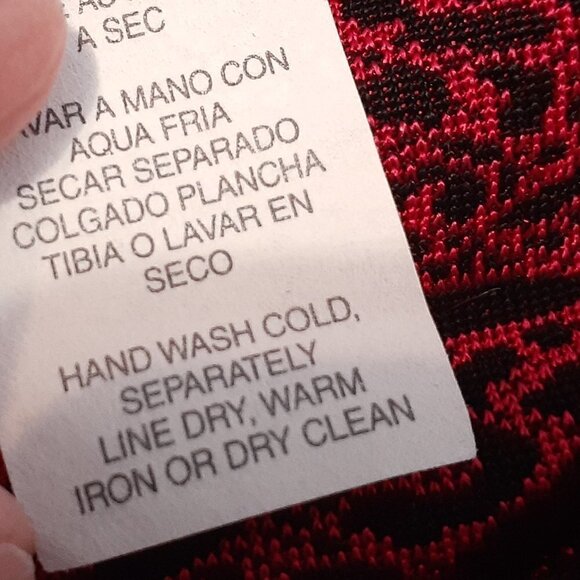 A SEC
AVAR A MANO CON
AQUA FRIA
SECAR SEPARADO
COLGADO PLANCHA
TIBIA O LAVAR EN
SECO
HAND WASH COLD,
SEPARATELY
LINE DRY, WARM
IRON OR DRY CLEAN